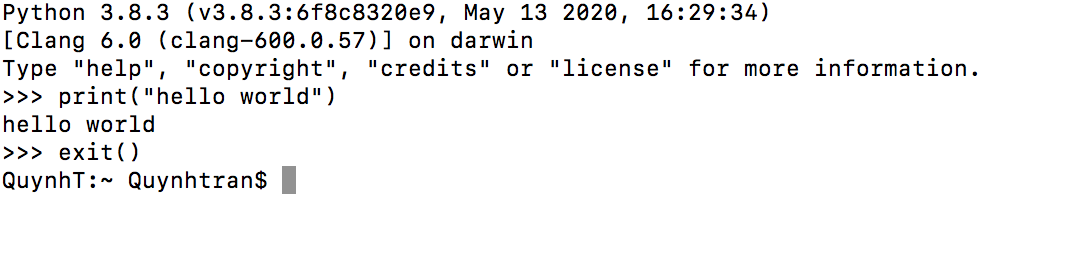 Python 3.8.3 (v3.8.3:6f8c8320e9, May 13 2020, 16:29:34)
[Clang 6.0 (clang-600.0.57)] on darwin
Type "help", "copyright", "credits" or "license" for more information.
>>> print("hello world")
hello world
>>> exit()
QuynhT:~ Quynhtran$